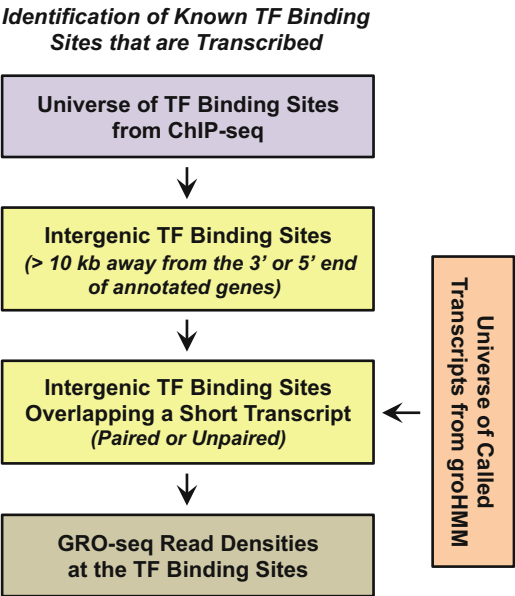 Identification of Known TF Binding
Sites that are Transcribed
Universe of TF Binding Sites
from ChIP-seq
Intergenic TF Binding Sites
(> 10 kb away from the 3’ or 5’ end
of annotated genes)
Intergenic TF Binding Sites
Overlapping a Short Transcript
(Paired or Unpaired)
Universe of Called
Transcripts from groHMM
GRO-seq Read Densities
at the TF Binding Sites